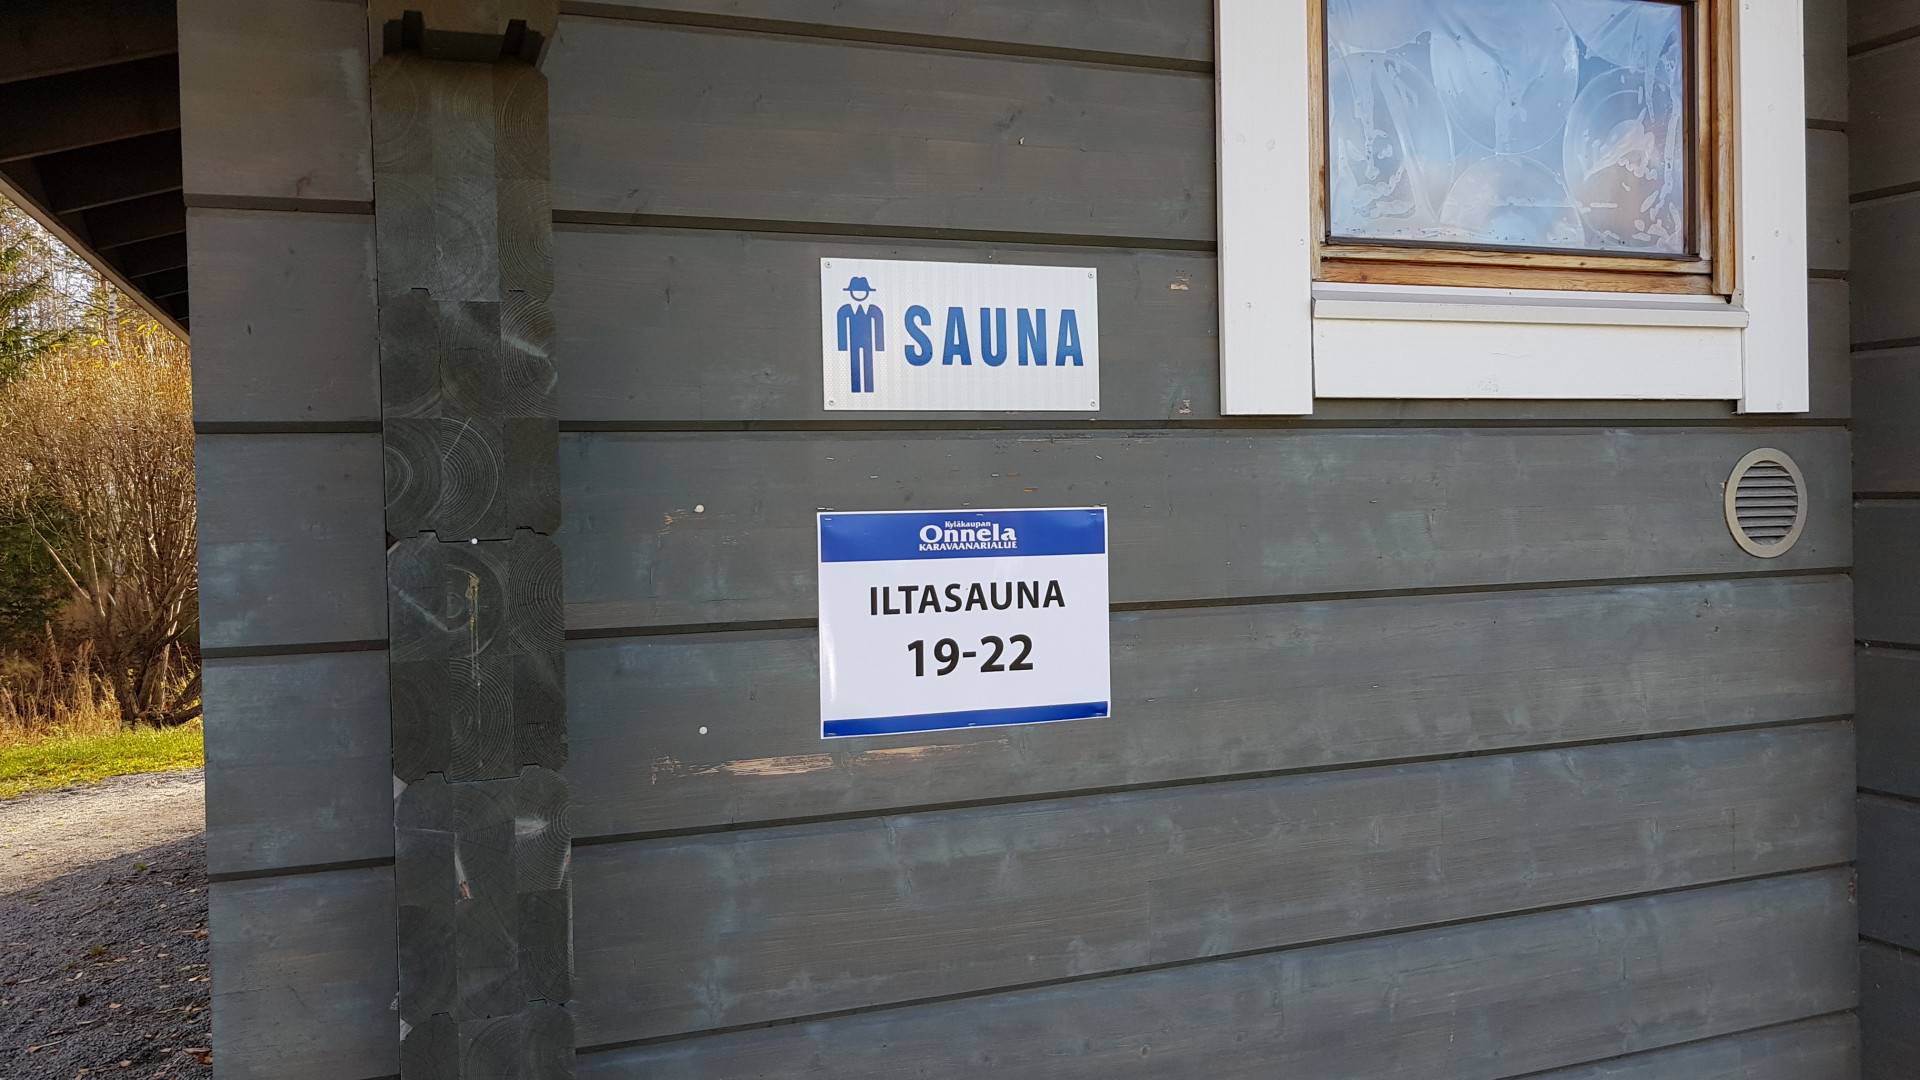 SAUNA
Kyläkaupan
Onnela
KARAVAANARIALUE
ILTASAUNA
19-22